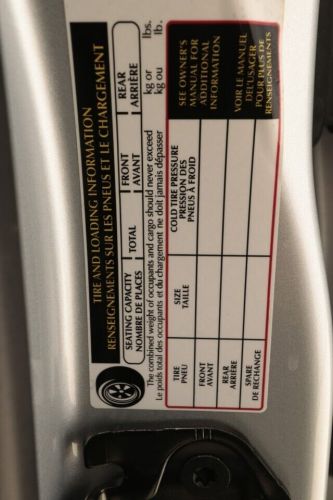 TIRE AND LOADING INFORMATION
RENSEIGNEMENTS SUR LES PNEUS ET LE CHARGEMENT
SEATING CAPACITY
NOMBRE DE PLACES
TOTAL
FRONT
AVANT
REAR
ARRIÈRE
The combined weight of occupants and cargo should never exceed kg or lbs.
Le poids total des occupants et du chargement ne doit jamais dépasser kg ou lbs.
TIRE
PNEU
SIZE
TAILLE
COLD TIRE PRESSURE
PRESSION DES
PNEUS À FROID
FRONT
AVANT
REAR
ARRIÈRE
SPARE
DE RECHANGE
SEE OWNER'S
MANUAL FOR
ADDITIONAL
INFORMATION
VOIR LE MANUEL
DE L'USAGER
POUR PLUS DE
RENSEIGNEMENTS